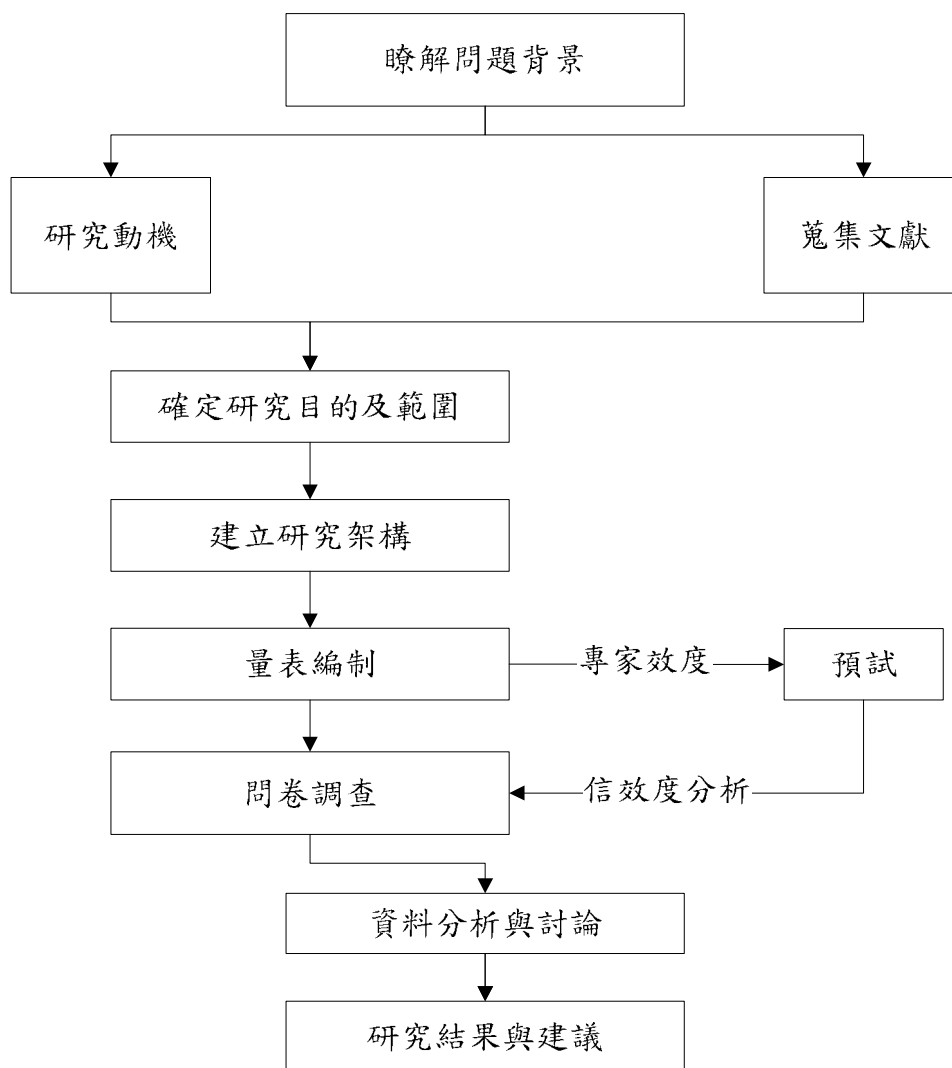 瞭解問題背景
研究動機
蒐集文獻
確定研究目的及範圍
建立研究架構
量表編制
專家效度
預試
問卷調查
信效度分析
資料分析與討論
研究結果與建議